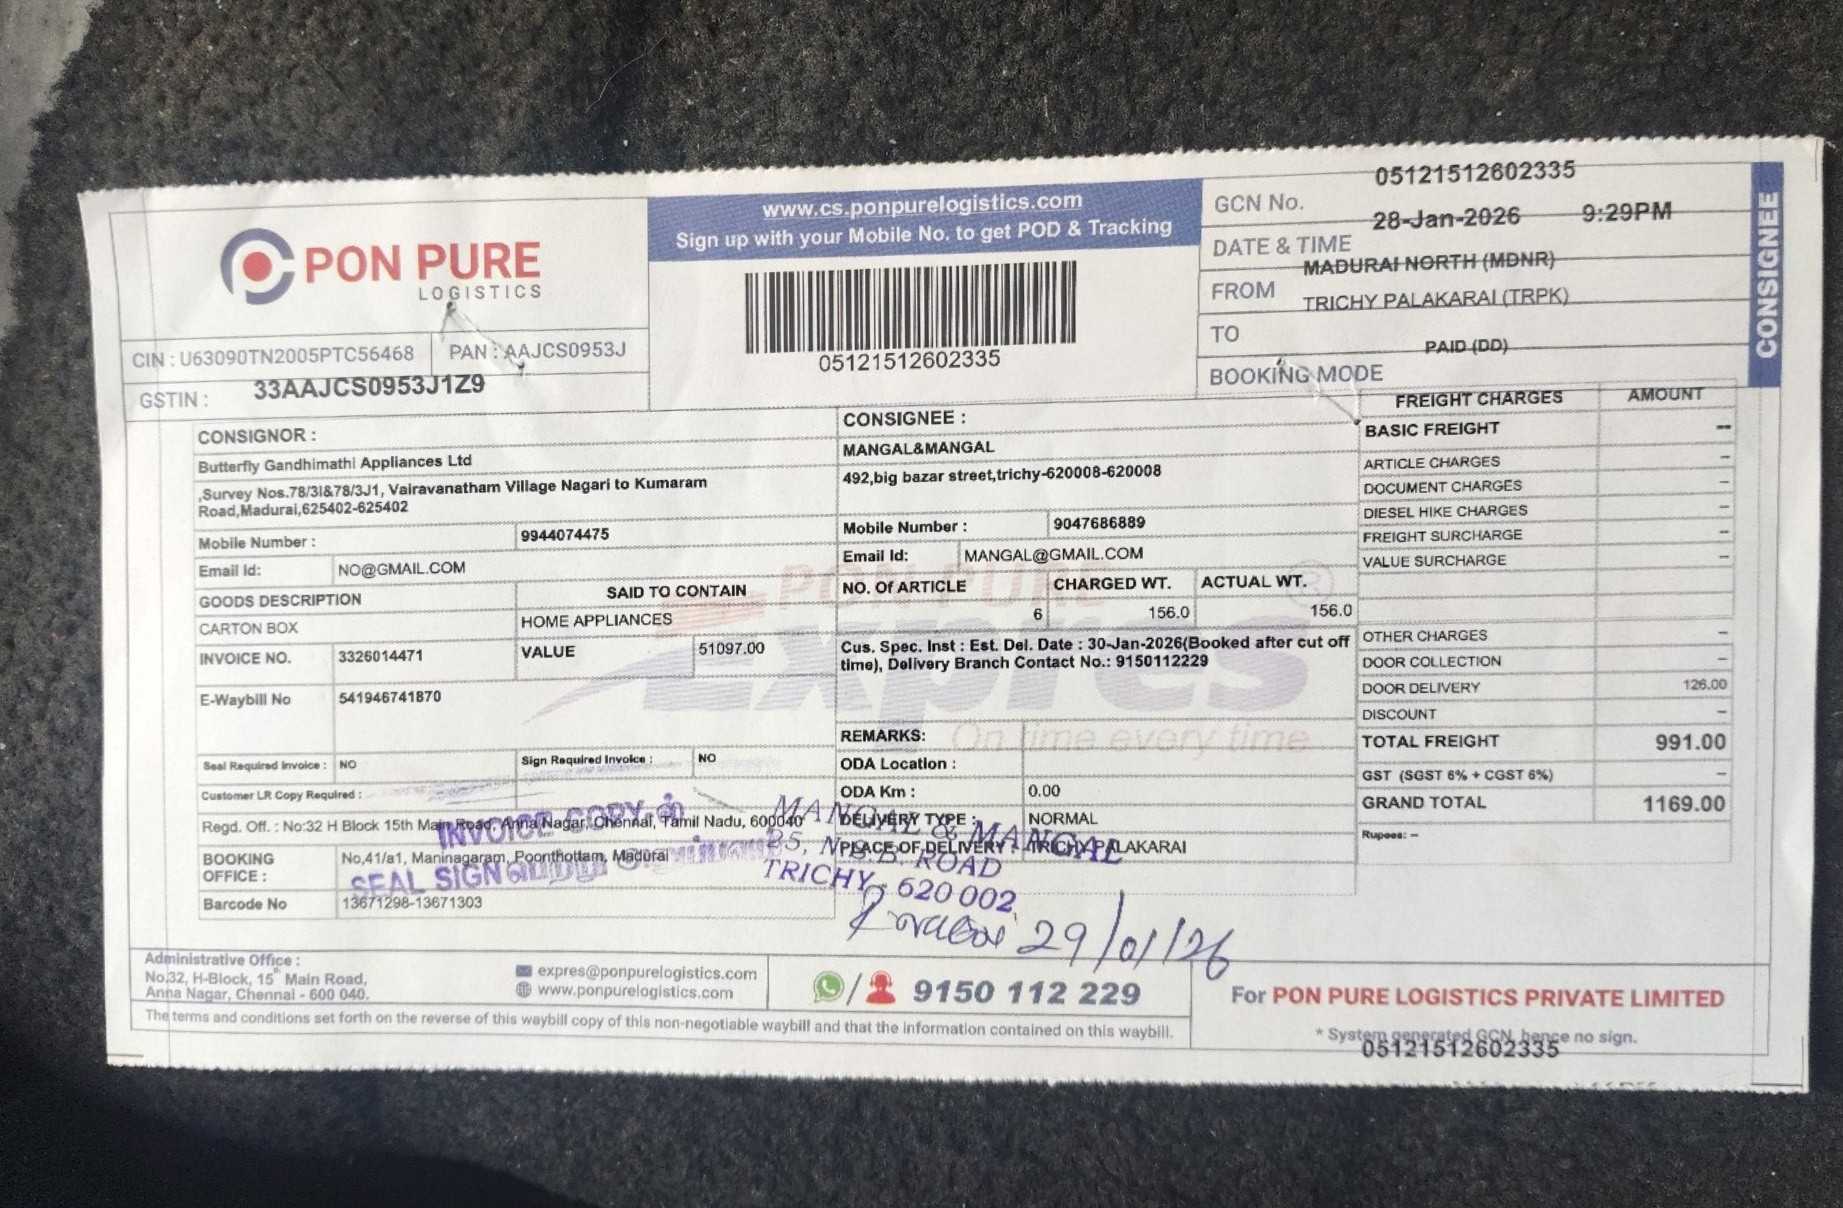 CONSIGNEE
PON PURE
LOGISTICS
CIN : U63090TN2005PTC56468
PAN : AAJCS0953J
GSTIN : 33AAJCS0953J1Z9
www.cs.ponpurelogistics.com
Sign up with your Mobile No. to get POD & Tracking
05121512602335
GCN No. 05121512602335
DATE & TIME 28-Jan-2026 9:29PM
FROM MADURAI NORTH (MDNR)
TO TRICHY PALAKARAI (TRPK)
BOOKING MODE PAID (DD)
CONSIGNOR :
Butterfly Gandhimathi Appliances Ltd
,Survey Nos.78/3I&78/3J1, Vairavanatham Village Nagari to Kumaram
Road,Madurai,625402-625402
Mobile Number : 9944074475
Email Id: NO@GMAIL.COM
GOODS DESCRIPTION SAID TO CONTAIN
CARTON BOX HOME APPLIANCES
INVOICE NO. 3326014471 VALUE 51097.00
E-Waybill No 541946741870
Seal Required Invoice : NO Sign Required Invoice : NO
Customer LR Copy Required :
Regd. Off. : No:32 H Block 15th Main Road, Anna Nagar, Chennai, Tamil Nadu, 600040
BOOKING OFFICE : No,41/a1, Maninagaram, Poonthottam, Madurai
Barcode No 13671298-13671303
CONSIGNEE :
MANGAL&MANGAL
492,big bazar street,trichy-620008-620008
Mobile Number : 9047686889
Email Id: MANGAL@GMAIL.COM
NO. Of ARTICLE CHARGED WT. ACTUAL WT.
6 156.0 156.0
Cus. Spec. Inst : Est. Del. Date : 30-Jan-2026(Booked after cut off
time), Delivery Branch Contact No.: 9150112229
REMARKS:
ODA Location :
ODA Km : 0.00
DELIVERY TYPE : NORMAL
PLACE OF DELIVERY : TRICHY PALAKARAI
FREIGHT CHARGES AMOUNT
BASIC FREIGHT --
ARTICLE CHARGES -
DOCUMENT CHARGES -
DIESEL HIKE CHARGES -
FREIGHT SURCHARGE -
VALUE SURCHARGE -
OTHER CHARGES -
DOOR COLLECTION -
DOOR DELIVERY 126.00
DISCOUNT -
TOTAL FREIGHT 991.00
GST (SGST 6% + CGST 6%) -
GRAND TOTAL 1169.00
Rupees: -
PON PURE
Expres
On time every time
INVOICE COPY
SEAL SIGN
MANGAL & MANGAL
35, N.S.B. ROAD
TRICHY - 620 002
29/01/26
Administrative Office :
No,32, H-Block, 15th Main Road,
Anna Nagar, Chennai - 600 040.
expres@ponpurelogistics.com
www.ponpurelogistics.com
9150 112 229
The terms and conditions set forth on the reverse of this waybill copy of this non-negotiable waybill and that the information contained on this waybill.
For PON PURE LOGISTICS PRIVATE LIMITED
* System generated GCN, hence no sign.
05121512602335